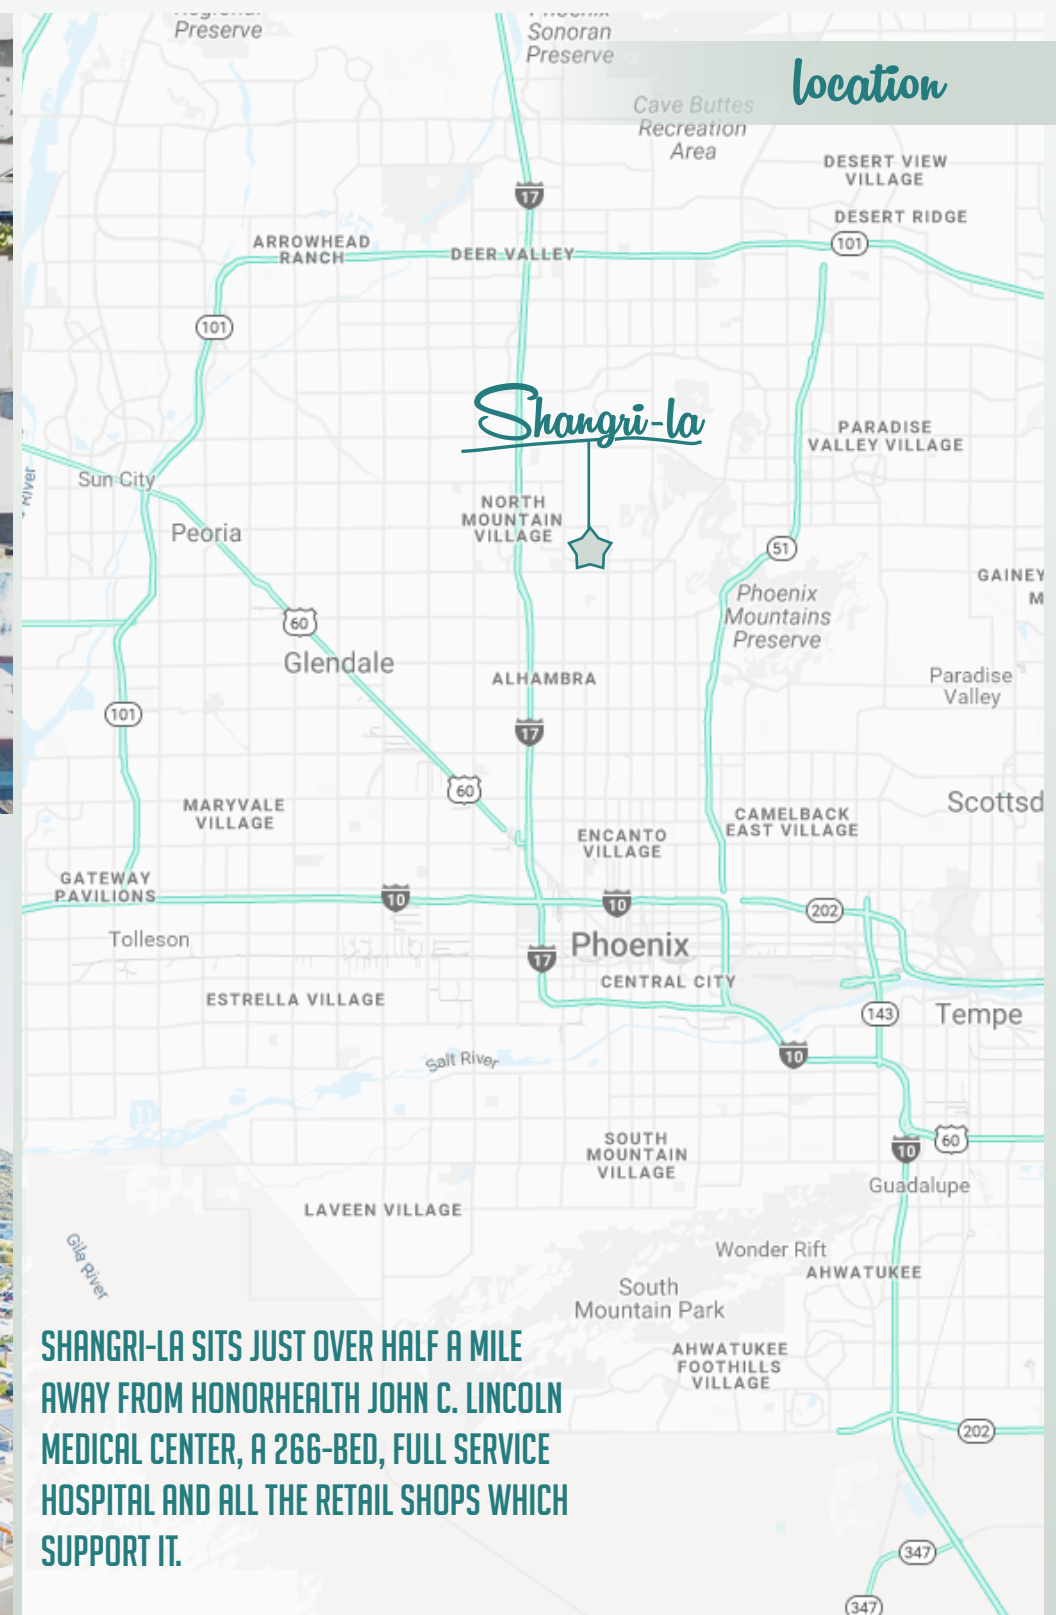 Regional
Preserve
Phoenix
Sonoran
Preserve
location
Cave Buttes
Recreation
Area
DESERT VIEW
VILLAGE
17
DESERT RIDGE
ARROWHEAD
RANCH
DEER VALLEY
101
101
Shangri-la
PARADISE
VALLEY VILLAGE
Sun City
River
NORTH
MOUNTAIN
VILLAGE
Peoria
51
GAINEY
M
Phoenix
Mountains
Preserve
60
Glendale
ALHAMBRA
Paradise
Valley
101
17
60
Scottsd
MARYVALE
VILLAGE
CAMELBACK
EAST VILLAGE
ENCANTO
VILLAGE
GATEWAY
PAVILIONS
10
10
202
Tolleson
Phoenix
17
CENTRAL CITY
ESTRELLA VILLAGE
143
Tempe
Salt River
10
SOUTH
MOUNTAIN
VILLAGE
60
10
Guadalupe
LAVEEN VILLAGE
Gila River
Wonder Rift
AHWATUKEE
South
Mountain Park
AHWATUKEE
FOOTHILLS
VILLAGE
SHANGRI-LA SITS JUST OVER HALF A MILE
AWAY FROM HONORHEALTH JOHN C. LINCOLN
MEDICAL CENTER, A 266-BED, FULL SERVICE
HOSPITAL AND ALL THE RETAIL SHOPS WHICH
SUPPORT IT.
202
347
347